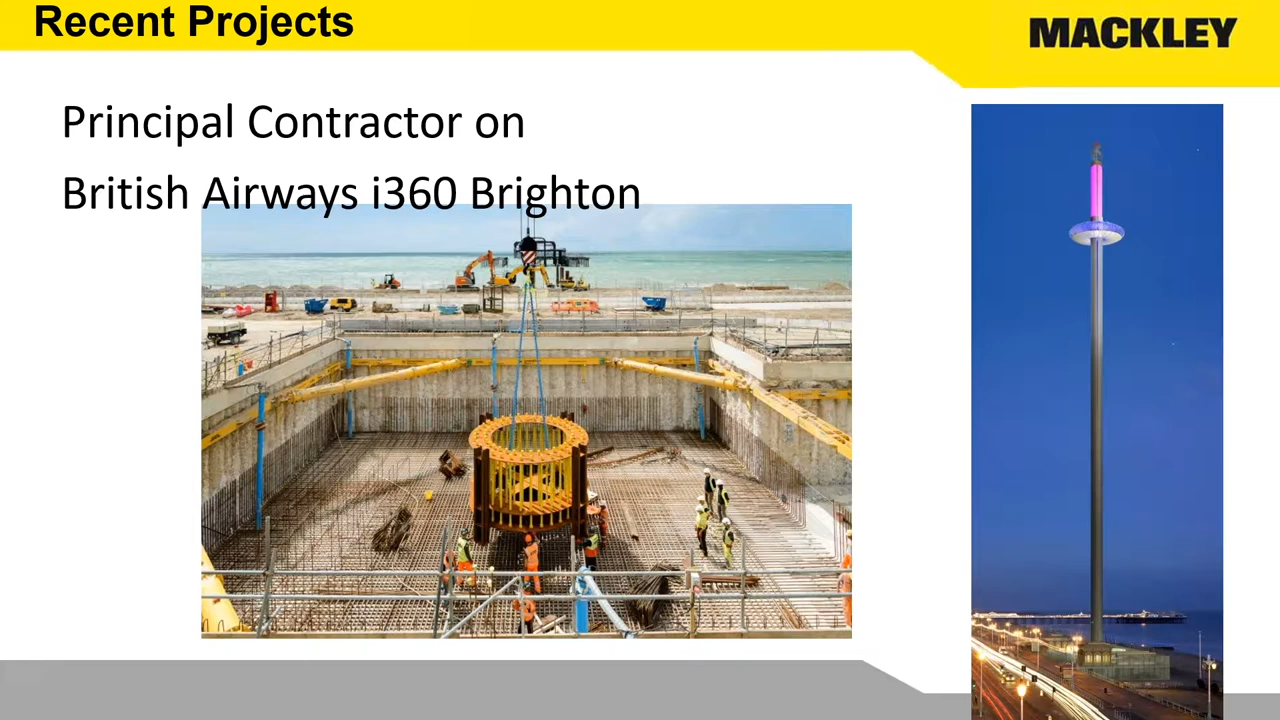 Recent Projects
MACKLEY
Principal Contractor on
British Airways i360 Brighton